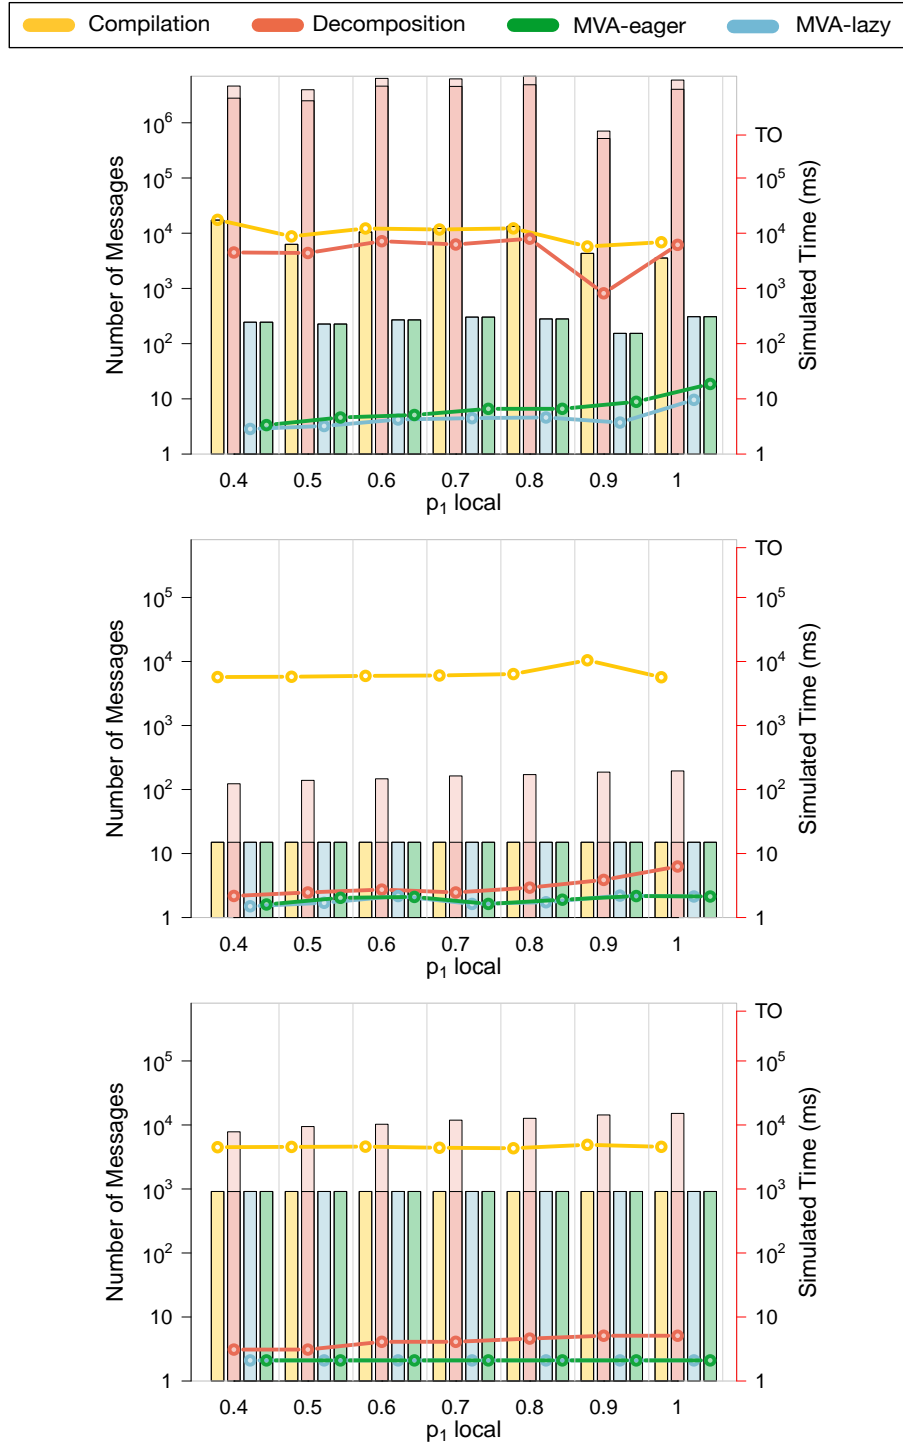 Compilation Decomposition MVA-eager MVA-lazy
Number of Messages
10^6
10^5
10^4
10^3
10^2
10
1
TO
10^5
10^4
10^3
10^2
10
1
Simulated Time (ms)
0.4 0.5 0.6 0.7 0.8 0.9 1
p₁ local
Number of Messages
10^5
10^4
10^3
10^2
10
1
TO
10^5
10^4
10^3
10^2
10
1
Simulated Time (ms)
0.4 0.5 0.6 0.7 0.8 0.9 1
p₁ local
Number of Messages
10^5
10^4
10^3
10^2
10
1
TO
10^5
10^4
10^3
10^2
10
1
Simulated Time (ms)
0.4 0.5 0.6 0.7 0.8 0.9 1
p₁ local